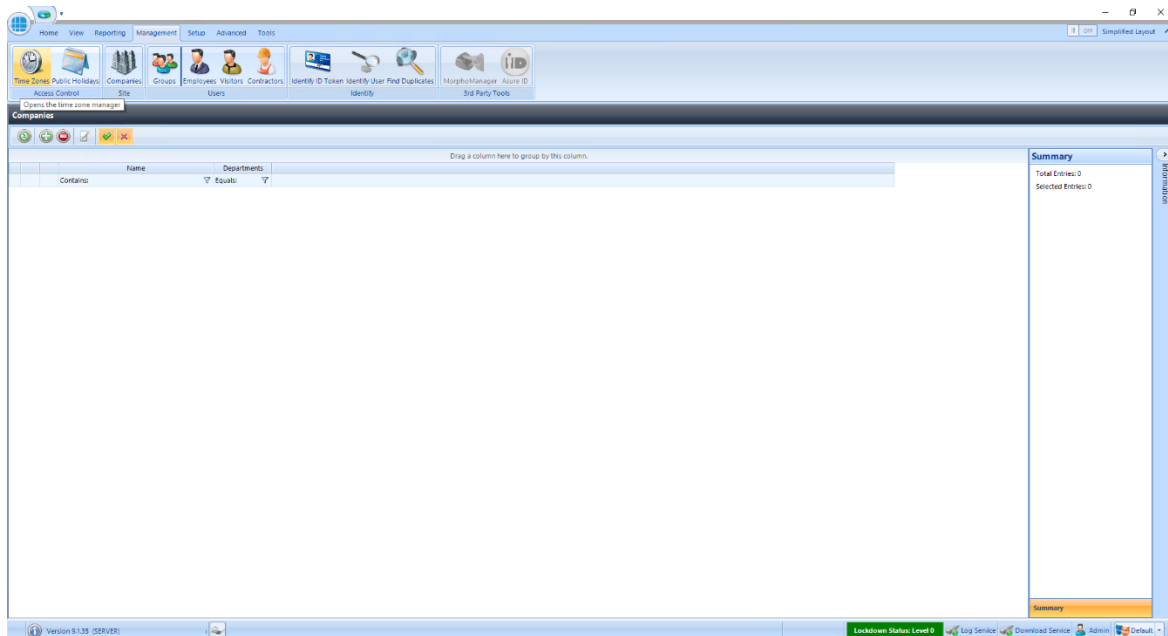 Home View Reporting Management Setup Advanced Tools
Off Simplified Layout
Time Zones Public Holidays Companies Groups Employees Visitors Contractors Identify ID Token Identify User Find Duplicates MorphoManager Azure ID
Access Control Site Users Identify 3rd Party Tools
Opens the time zone manager
Companies
Drag a column here to group by this column.
Name Departments
Contains: Equals:
Summary
Total Entries: 0
Selected Entries: 0
Information
Summary
Version 9.1.35 (SERVER)
Lockdown Status: Level 0 Log Service Download Service Admin Default